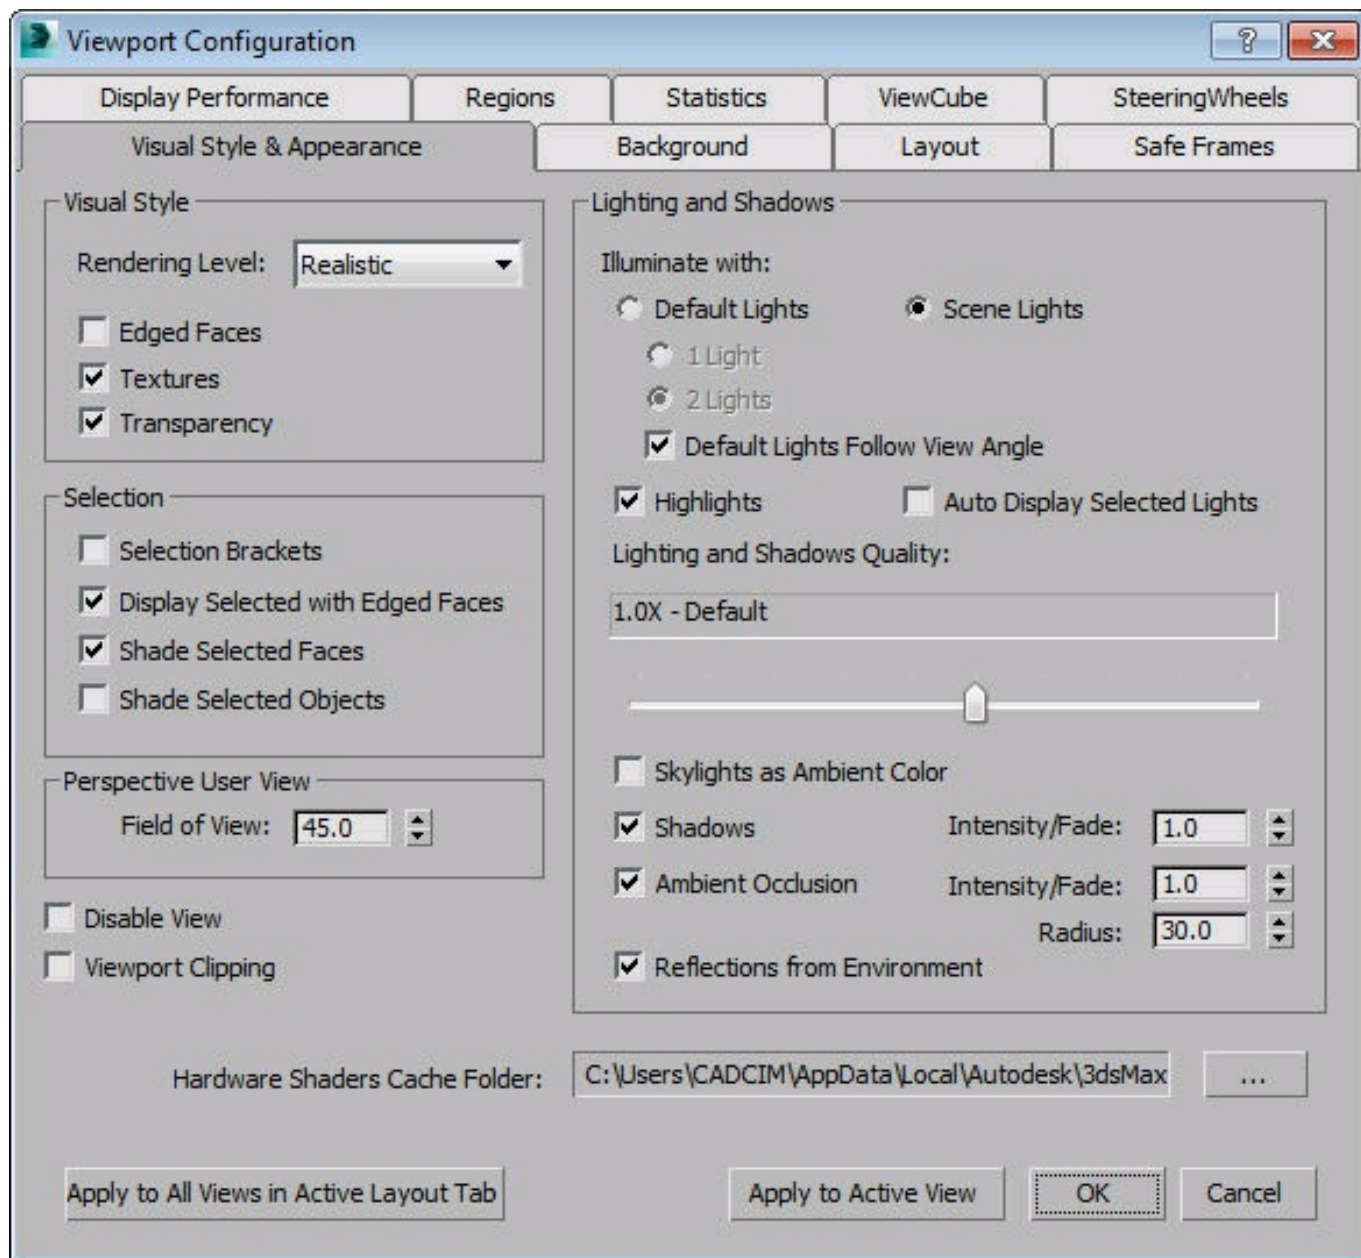 Viewport Configuration
Display Performance
Regions
Statistics
ViewCube
SteeringWheels
Visual Style & Appearance
Background
Layout
Safe Frames
Visual Style
Rendering Level: Realistic
Edged Faces
Textures
Transparency
Selection
Selection Brackets
Display Selected with Edged Faces
Shade Selected Faces
Shade Selected Objects
Perspective User View
Field of View: 45.0
Disable View
Viewport Clipping
Lighting and Shadows
Illuminate with:
Default Lights
Scene Lights
1 Light
2 Lights
Default Lights Follow View Angle
Highlights
Auto Display Selected Lights
Lighting and Shadows Quality:
1.0X - Default
Skylights as Ambient Color
Shadows
Intensity/Fade: 1.0
Ambient Occlusion
Intensity/Fade: 1.0
Radius: 30.0
Reflections from Environment
Hardware Shaders Cache Folder: C:\Users\CADCIM\AppData\Local\Autodesk\3dsMax
...
Apply to All Views in Active Layout Tab
Apply to Active View
OK
Cancel